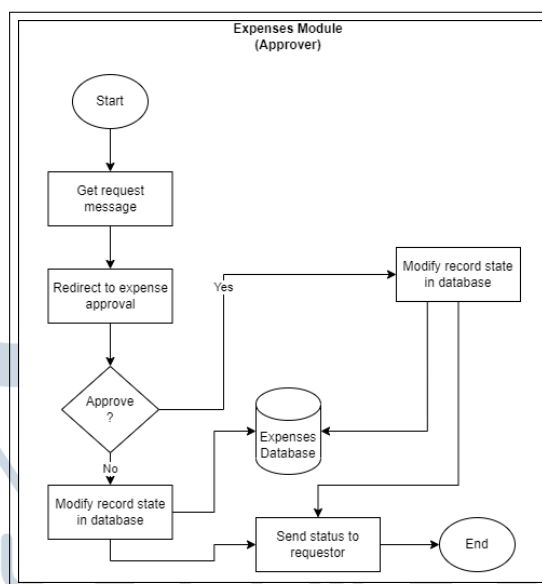 Expenses Module
(Approver)
Start
Get request
message
Redirect to expense
approval
Yes
Modify record state
in database
Approve
?
Expenses
Database
No
Modify record state
in database
Send status to
requestor
End